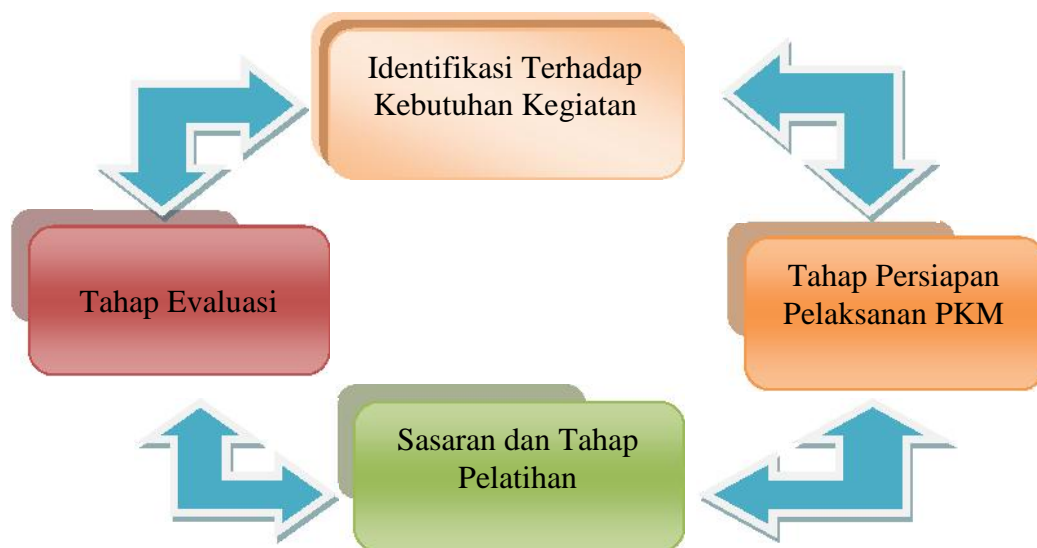 Identifikasi Terhadap
Kebutuhan Kegiatan
Tahap Persiapan
Pelaksanan PKM
Tahap Evaluasi
Sasaran dan Tahap
Pelatihan